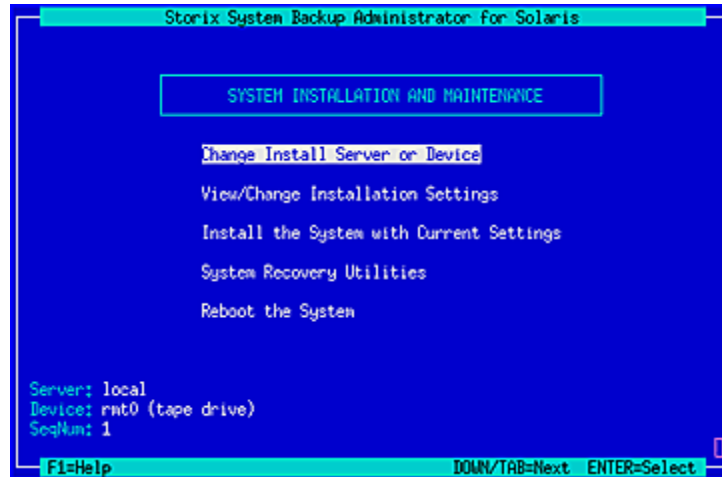 Storix System Backup Administrator for Solaris
SYSTEM INSTALLATION AND MAINTENANCE
Change Install Server or Device
View/Change Installation Settings
Install the System with Current Settings
System Recovery Utilities
Reboot the System
Server: local
Device: rmt0 (tape drive)
SeqNum: 1
F1=Help DOWN/TAB=Next ENTER=Select